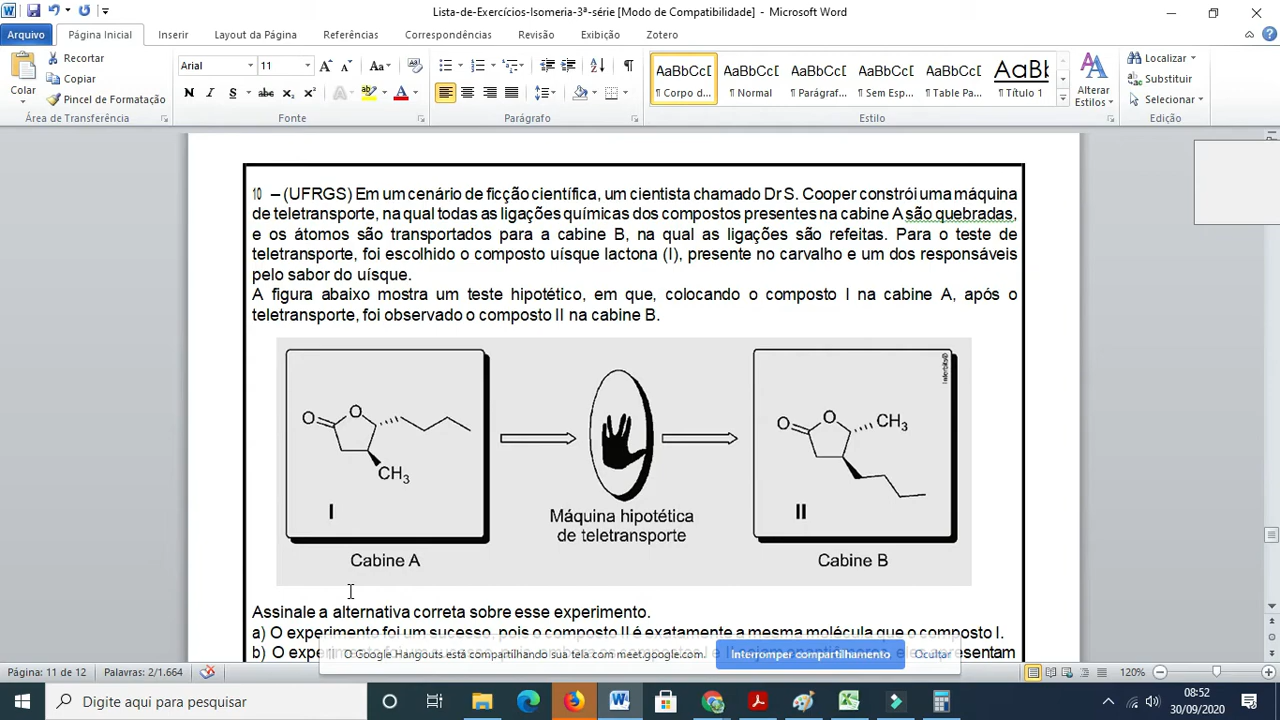 Lista-de-Exercícios-Isomeria-3ª-série [Modo de Compatibilidade] - Microsoft Word
Arquivo Página Inicial Inserir Layout da Página Referências Correspondências Revisão Exibição Zotero
Colar
Recortar
Copiar
Pincel de Formatação
Área de Transferência
Arial 11
N I S abc
Fonte
Parágrafo
AaBbCcD AaBbCcD AaBbCcD AaBbCcD AaBbCcD AaBb
¶ Corpo d... ¶ Normal ¶ Parágraf... ¶ Sem Esp... ¶ Table Pa... ¶ Título 1
Alterar Estilos
Estilo
Localizar
Substituir
Selecionar
Edição
10 – (UFRGS) Em um cenário de ficção científica, um cientista chamado Dr S. Cooper constrói uma máquina
de teletransporte, na qual todas as ligações químicas dos compostos presentes na cabine A são quebradas,
e os átomos são transportados para a cabine B, na qual as ligações são refeitas. Para o teste de
teletransporte, foi escolhido o composto uísque lactona (I), presente no carvalho e um dos responsáveis
pelo sabor do uísque.
A figura abaixo mostra um teste hipotético, em que, colocando o composto I na cabine A, após o
teletransporte, foi observado o composto II na cabine B.
O O CH3
I
Cabine A
Máquina hipotética
de teletransporte
O O CH3
II
Interbits®
Cabine B
Assinale a alternativa correta sobre esse experimento.
a) O experimento foi um sucesso, pois o composto II é exatamente a mesma molécula que o composto I.
b) O
O Google Hangouts está compartilhando sua tela com meet.google.com.
Interromper compartilhamento
Ocultar
Página: 11 de 12 Palavras: 2/1.664 120%
Digite aqui para pesquisar
08:52
30/09/2020